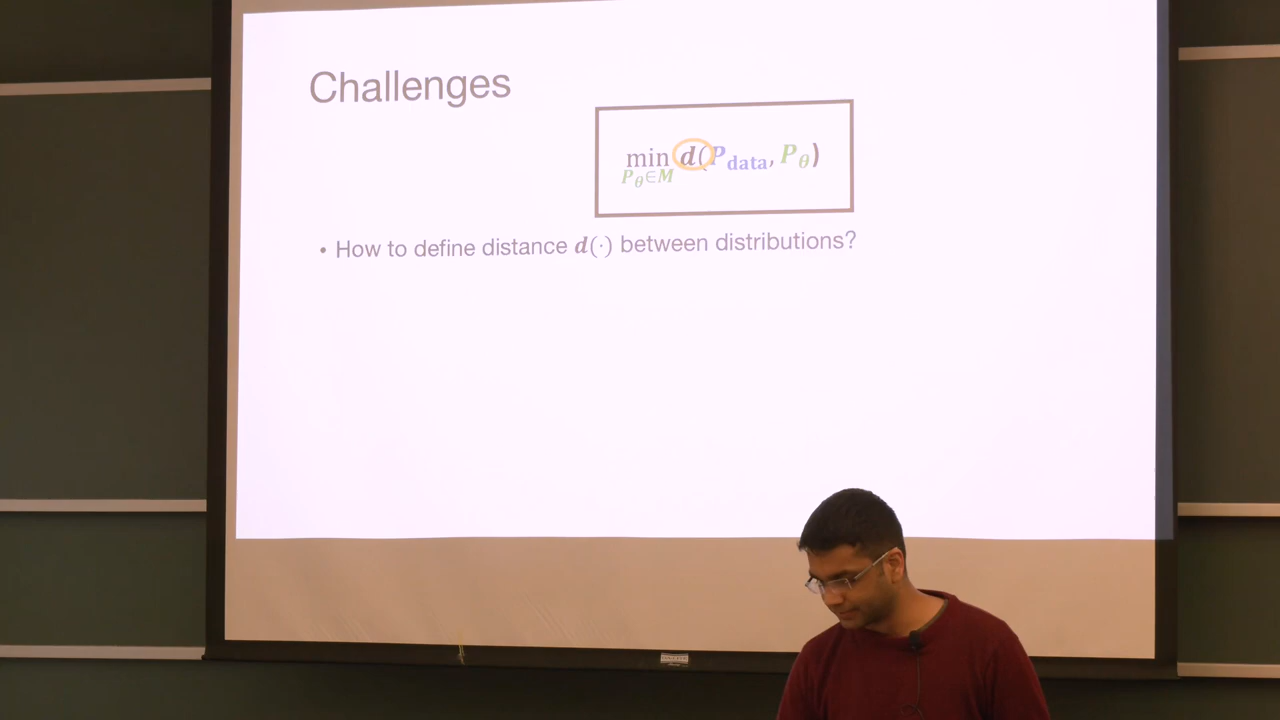 Challenges
min d(P_data, P_θ)
P_θ∈M
• How to define distance d(·) between distributions?